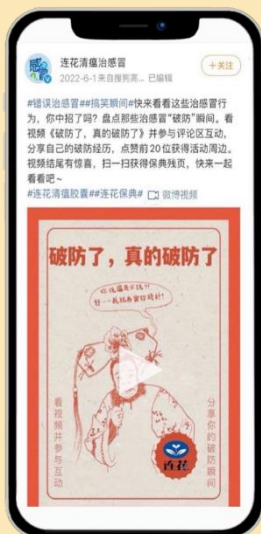 连花清瘟治感冒
2022-6-1来自搜狗高... 已编辑
+关注
#错误治感冒##搞笑瞬间#快来看看这些治感冒行
为，你中招了吗？盘点那些治感冒“破防”瞬间。看
视频《破防了，真的破防了》并参与评论区互动，
分享自己的破防经历，点赞前20位获得活动周边。
视频结尾有惊喜，扫一扫获得保典残页，快来一起
看看吧~
#连花清瘟胶囊##连花保典# 微博视频
破防了，真的破防了
看视频并参与互动
分享你的破防瞬间
连花